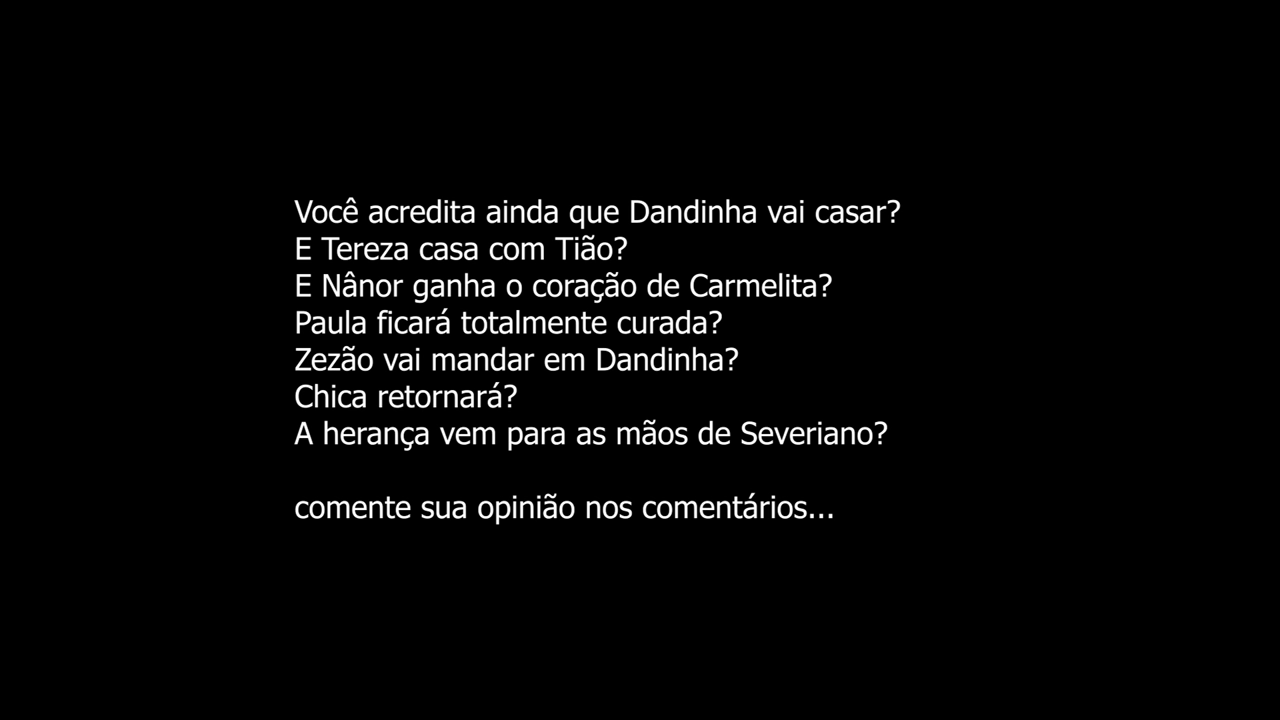 Você acredita ainda que Dandinha vai casar?
E Tereza casa com Tião?
E Nânor ganha o coração de Carmelita?
Paula ficará totalmente curada?
Zezão vai mandar em Dandinha?
Chica retornará?
A herança vem para as mãos de Severiano?
comente sua opinião nos comentários...